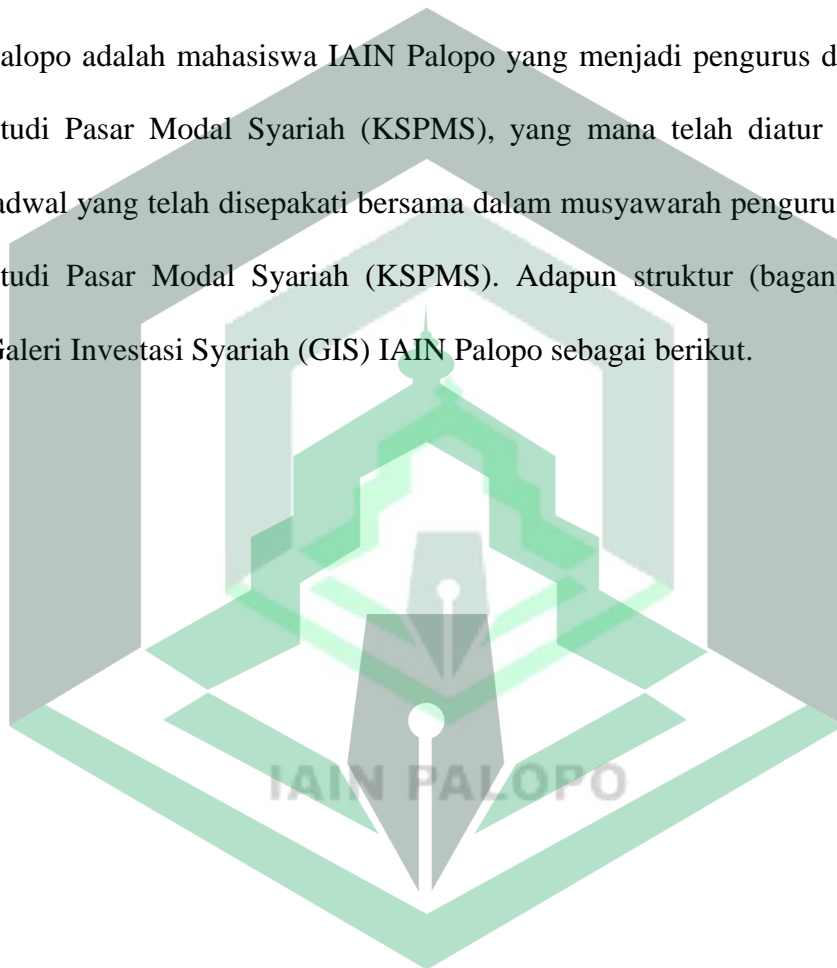 alopo adalah mahasiswa IAIN Palopo yang menjadi pengurus d
tudi Pasar Modal Syariah (KSPMS), yang mana telah diatur
adwal yang telah disepakati bersama dalam musyawarah penguru
tudi Pasar Modal Syariah (KSPMS). Adapun struktur (bagan
Galeri Investasi Syariah (GIS) IAIN Palopo sebagai berikut.
IAIN PALOPO